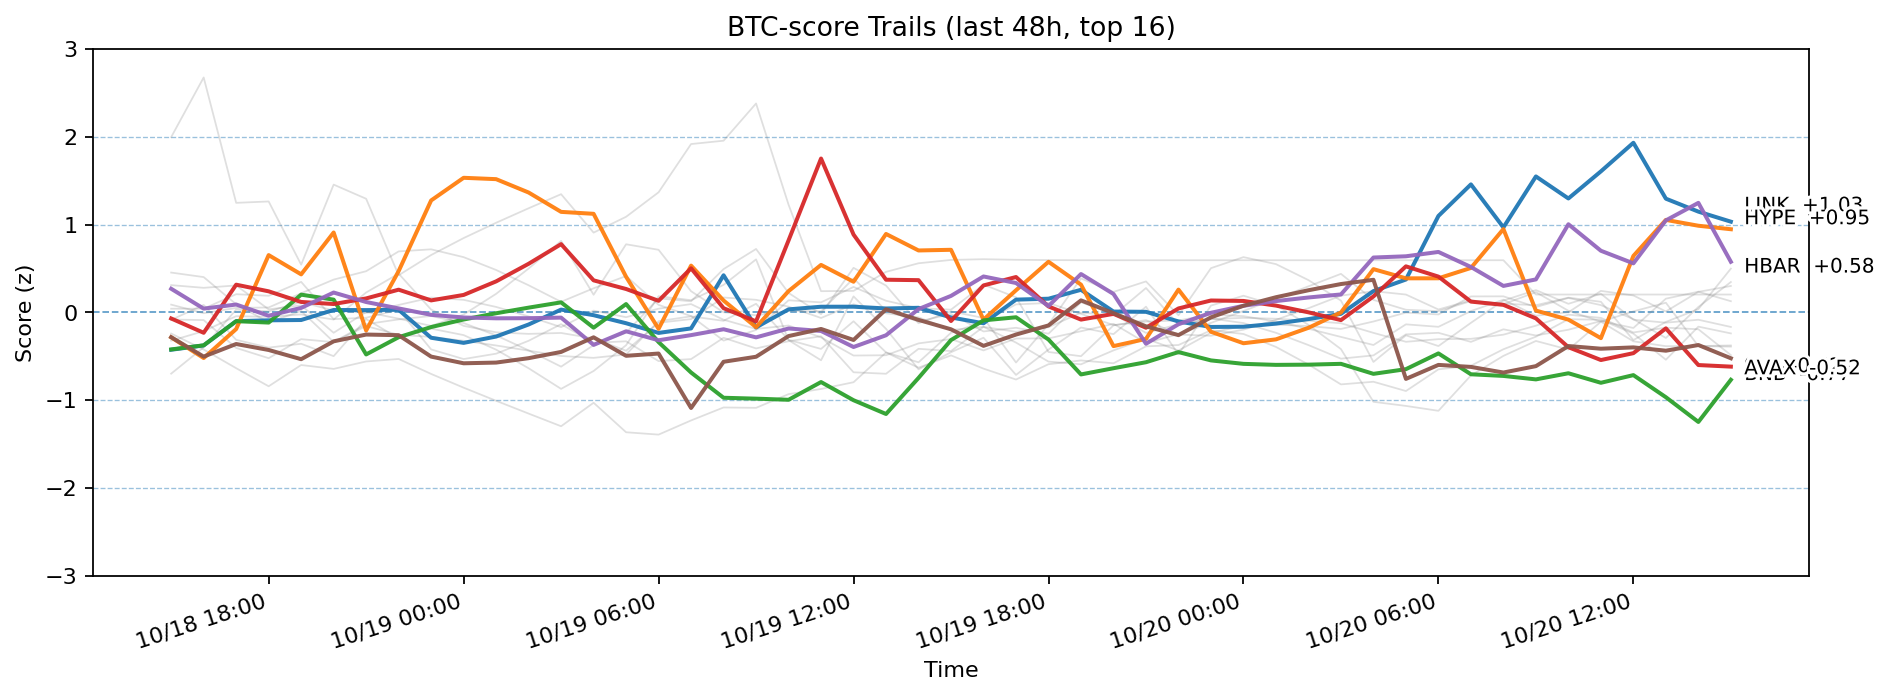 BTC-score Trails (last 48h, top 16)
Score (z)
3
2
1
0
−1
−2
−3
LINK +1.03
HYPE +0.95
HBAR +0.58
AVAX -0.52
10/18 18:00
10/19 00:00
10/19 06:00
10/19 12:00
10/19 18:00
10/20 00:00
10/20 06:00
10/20 12:00
Time